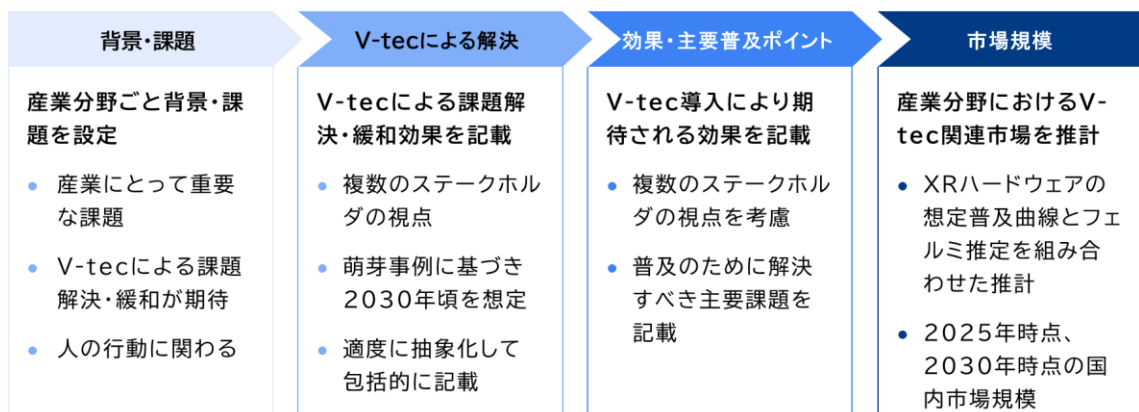 背景・課題
産業分野ごと背景・課
題を設定
• 産業にとって重要
な課題
• V-tecによる課題
解決・緩和が期待
• 人の行動に関わる
V-tecによる解決
V-tecによる課題解
決・緩和効果を記載
• 複数のステークホル
ダの視点
• 萌芽事例に基づき
2030年頃を想定
• 適度に抽象化して
包括的に記載
効果・主要普及ポイント
V-tec導入により期
待される効果を記載
• 複数のステークホル
ダの視点を考慮
• 普及のために解決
すべき主要課題を
記載
市場規模
産業分野におけるV-
tec関連市場を推計
• XRハードウェアの
想定普及曲線とフェ
ルミ推定を組み合
わせた推計
• 2025年時点、
2030年時点の国
内市場規模